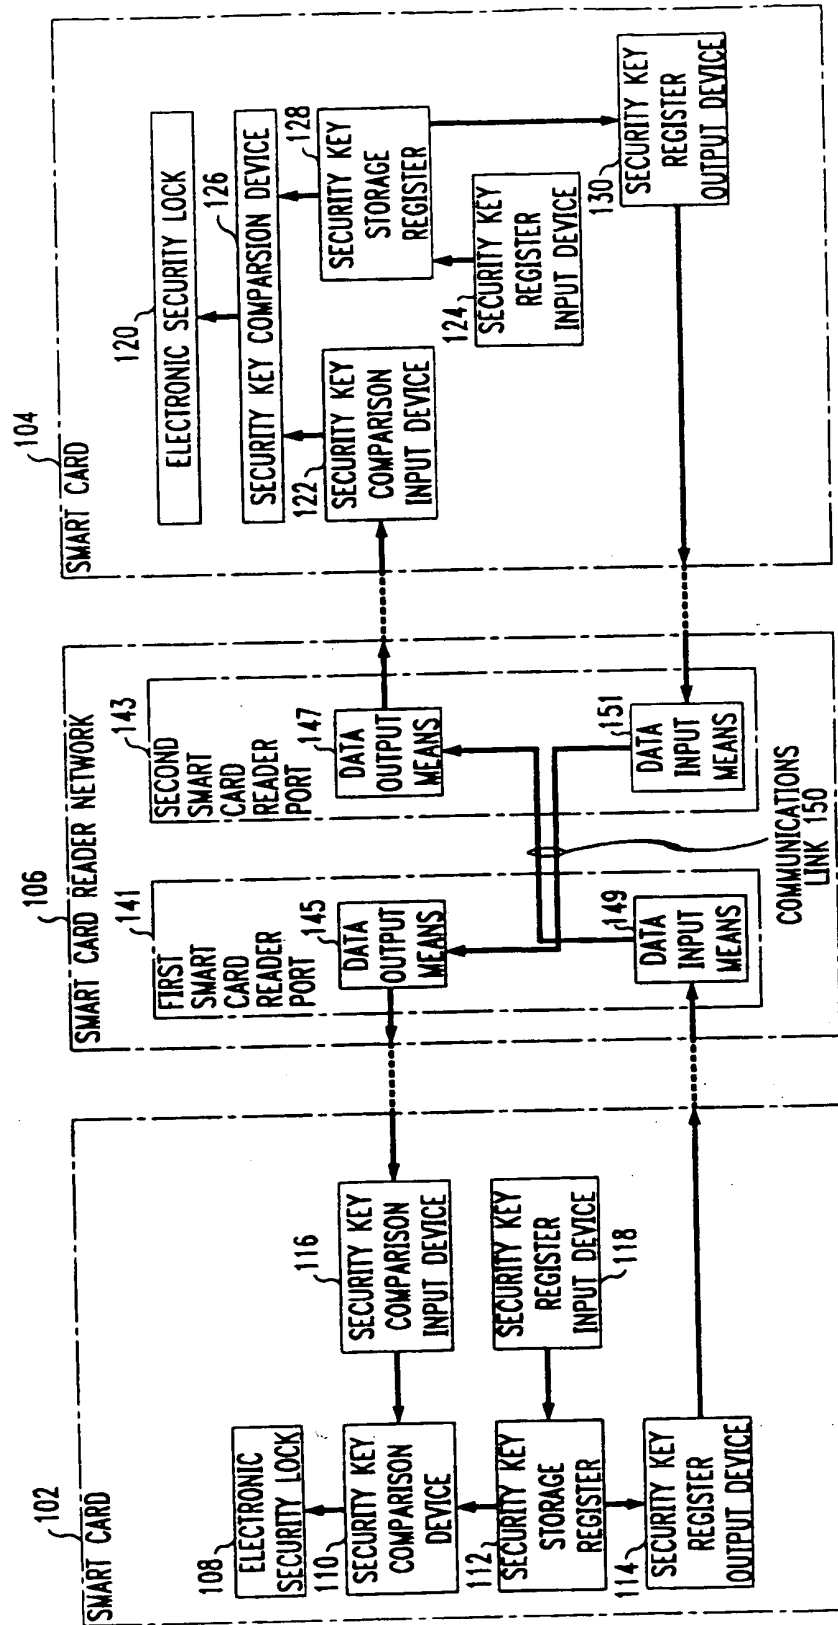 SMART CARD
102
108
ELECTRONIC
SECURITY LOCK
110
SECURITY KEY
COMPARISON
DEVICE
112
SECURITY KEY
STORAGE
REGISTER
114
SECURITY KEY
REGISTER
OUTPUT DEVICE
116
SECURITY KEY
COMPARISON
INPUT DEVICE
SECURITY KEY
REGISTER
INPUT DEVICE
118
SMART CARD READER NETWORK
106
141
FIRST
SMART
CARD
READER
PORT
145
DATA
OUTPUT
MEANS
149
DATA
INPUT
MEANS
143
SECOND
SMART
CARD
READER
PORT
147
DATA
OUTPUT
MEANS
151
DATA
INPUT
MEANS
COMMUNICATIONS
LINK 150
SMART CARD
104
120
ELECTRONIC SECURITY LOCK
126
SECURITY KEY COMPARSION DEVICE
122
SECURITY KEY
COMPARISON
INPUT DEVICE
128
SECURITY KEY
STORAGE
REGISTER
124
SECURITY KEY
REGISTER
INPUT DEVICE
130
SECURITY KEY
REGISTER
OUTPUT DEVICE